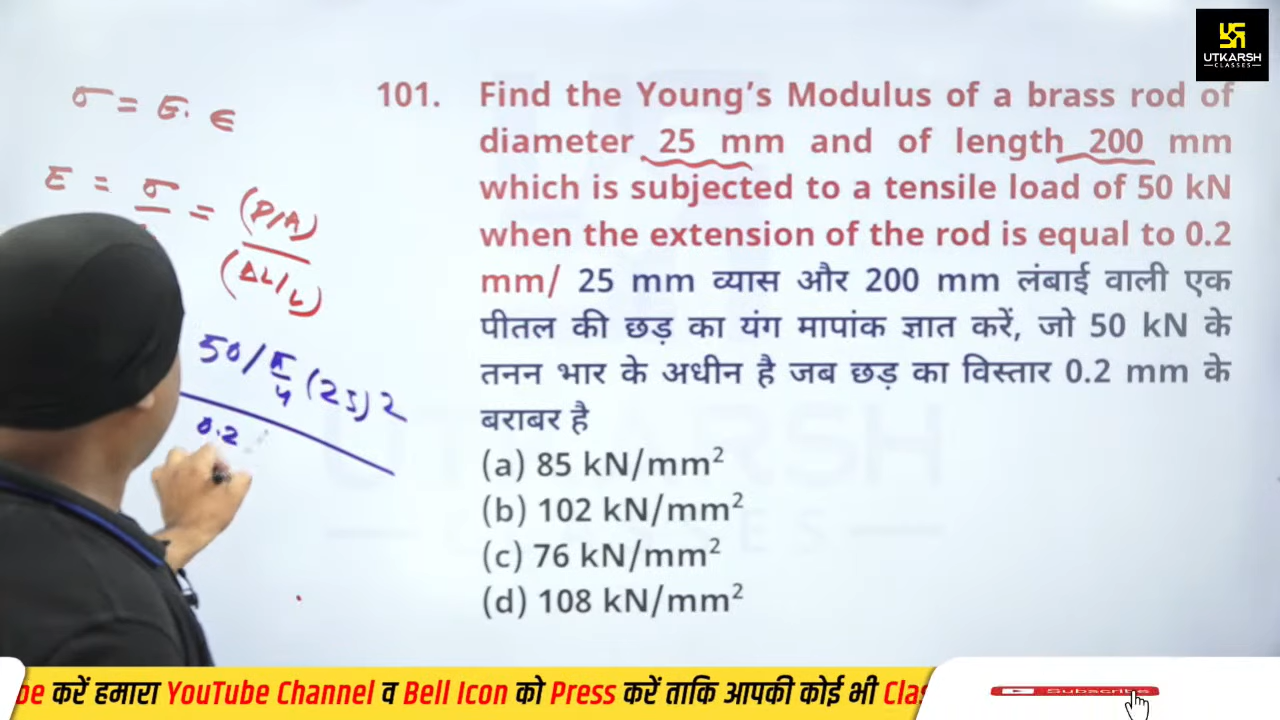 UTKARSH
CLASSES
σ = E. ϵ
E = σ = (P/A)
(ΔL/L)
50/π/4 (25)2
0.2
101. Find the Young's Modulus of a brass rod of
diameter 25 mm and of length 200 mm
which is subjected to a tensile load of 50 kN
when the extension of the rod is equal to 0.2
mm/ 25 mm व्यास और 200 mm लंबाई वाली एक
पीतल की छड़ का यंग मापांक ज्ञात करें, जो 50 kN के
तनन भार के अधीन है जब छड़ का विस्तार 0.2 mm के
बराबर है
(a) 85 kN/mm²
(b) 102 kN/mm²
(c) 76 kN/mm²
(d) 108 kN/mm²
UTKARSH
CLASSES
करें हमारा YouTube Channel व Bell Icon को Press करें ताकि आपकी कोई भी
Subscribe